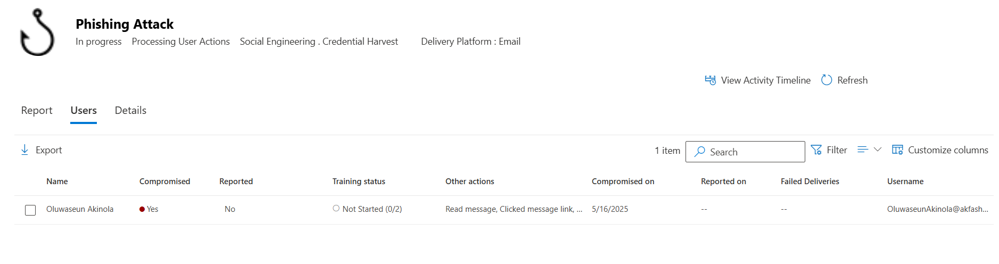 Phishing Attack
In progress Processing User Actions Social Engineering . Credential Harvest Delivery Platform : Email
View Activity Timeline Refresh
Report Users Details
Export 1 item Search Filter Customize columns
Name Compromised Reported Training status Other actions Compromised on Reported on Failed Deliveries Username
Oluwaseun Akinola Yes No Not Started (0/2) Read message, Clicked message link, ... 5/16/2025 -- -- OluwaseunAkinola@akfash...